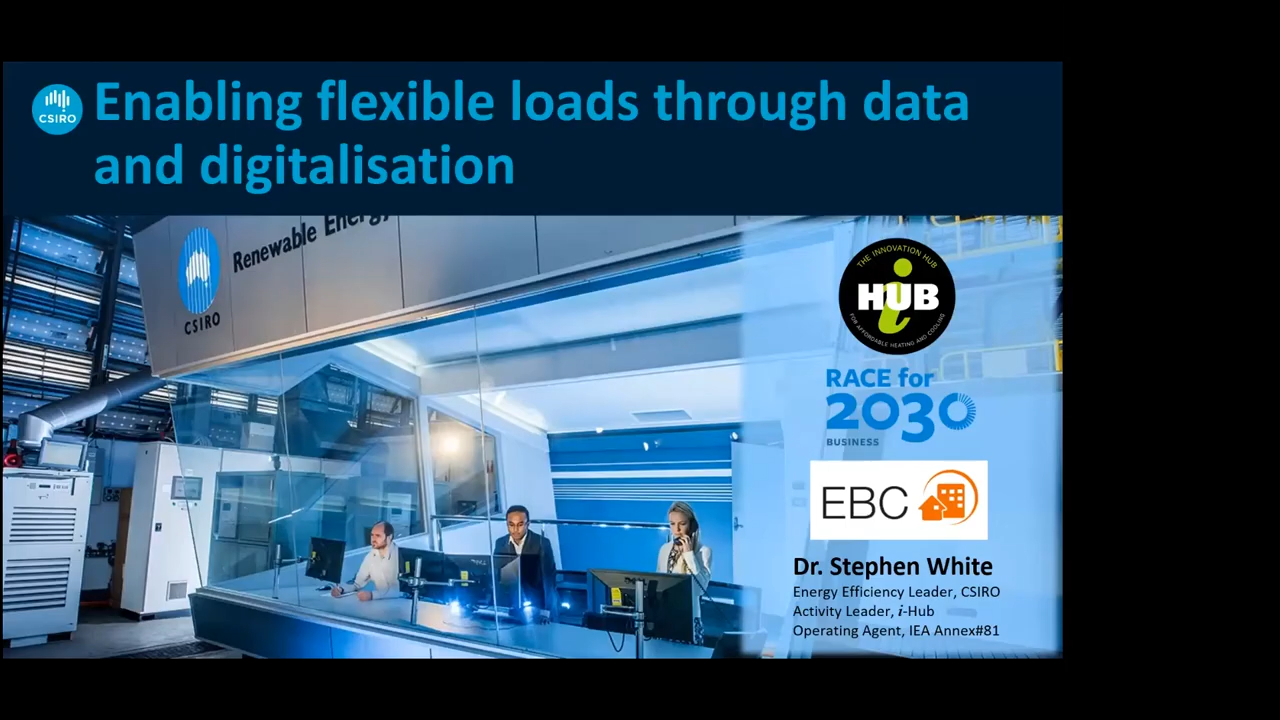 CSIRO
Enabling flexible loads through data
and digitalisation
CSIRO
Renewable Energy
THE INNOVATION HUB
iHUB
FOR AFFORDABLE HEATING AND COOLING
RACE for
2030
BUSINESS
EBC
Dr. Stephen White
Energy Efficiency Leader, CSIRO
Activity Leader, i-Hub
Operating Agent, IEA Annex#81